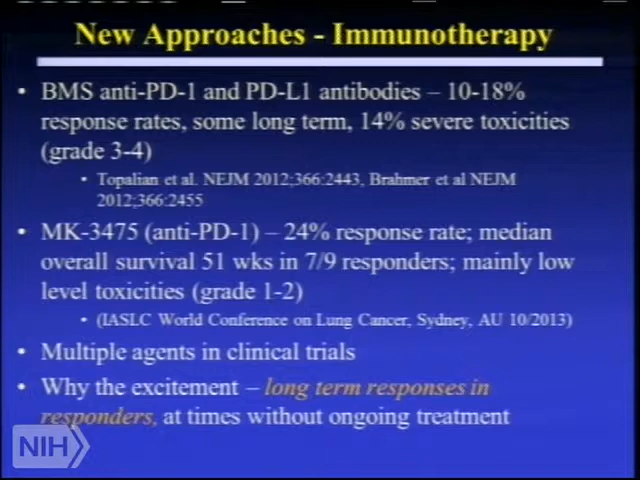 New Approaches - Immunotherapy
• BMS anti-PD-1 and PD-L1 antibodies – 10-18%
response rates, some long term, 14% severe toxicities
(grade 3-4)
• Topalian et al. NEJM 2012;366:2443, Brahmer et al NEJM
2012;366:2455
• MK-3475 (anti-PD-1) – 24% response rate; median
overall survival 51 wks in 7/9 responders; mainly low
level toxicities (grade 1-2)
• (IASLC World Conference on Lung Cancer, Sydney, AU 10/2013)
• Multiple agents in clinical trials
• Why the excitement – long term responses in
responders, at times without ongoing treatment
NIH